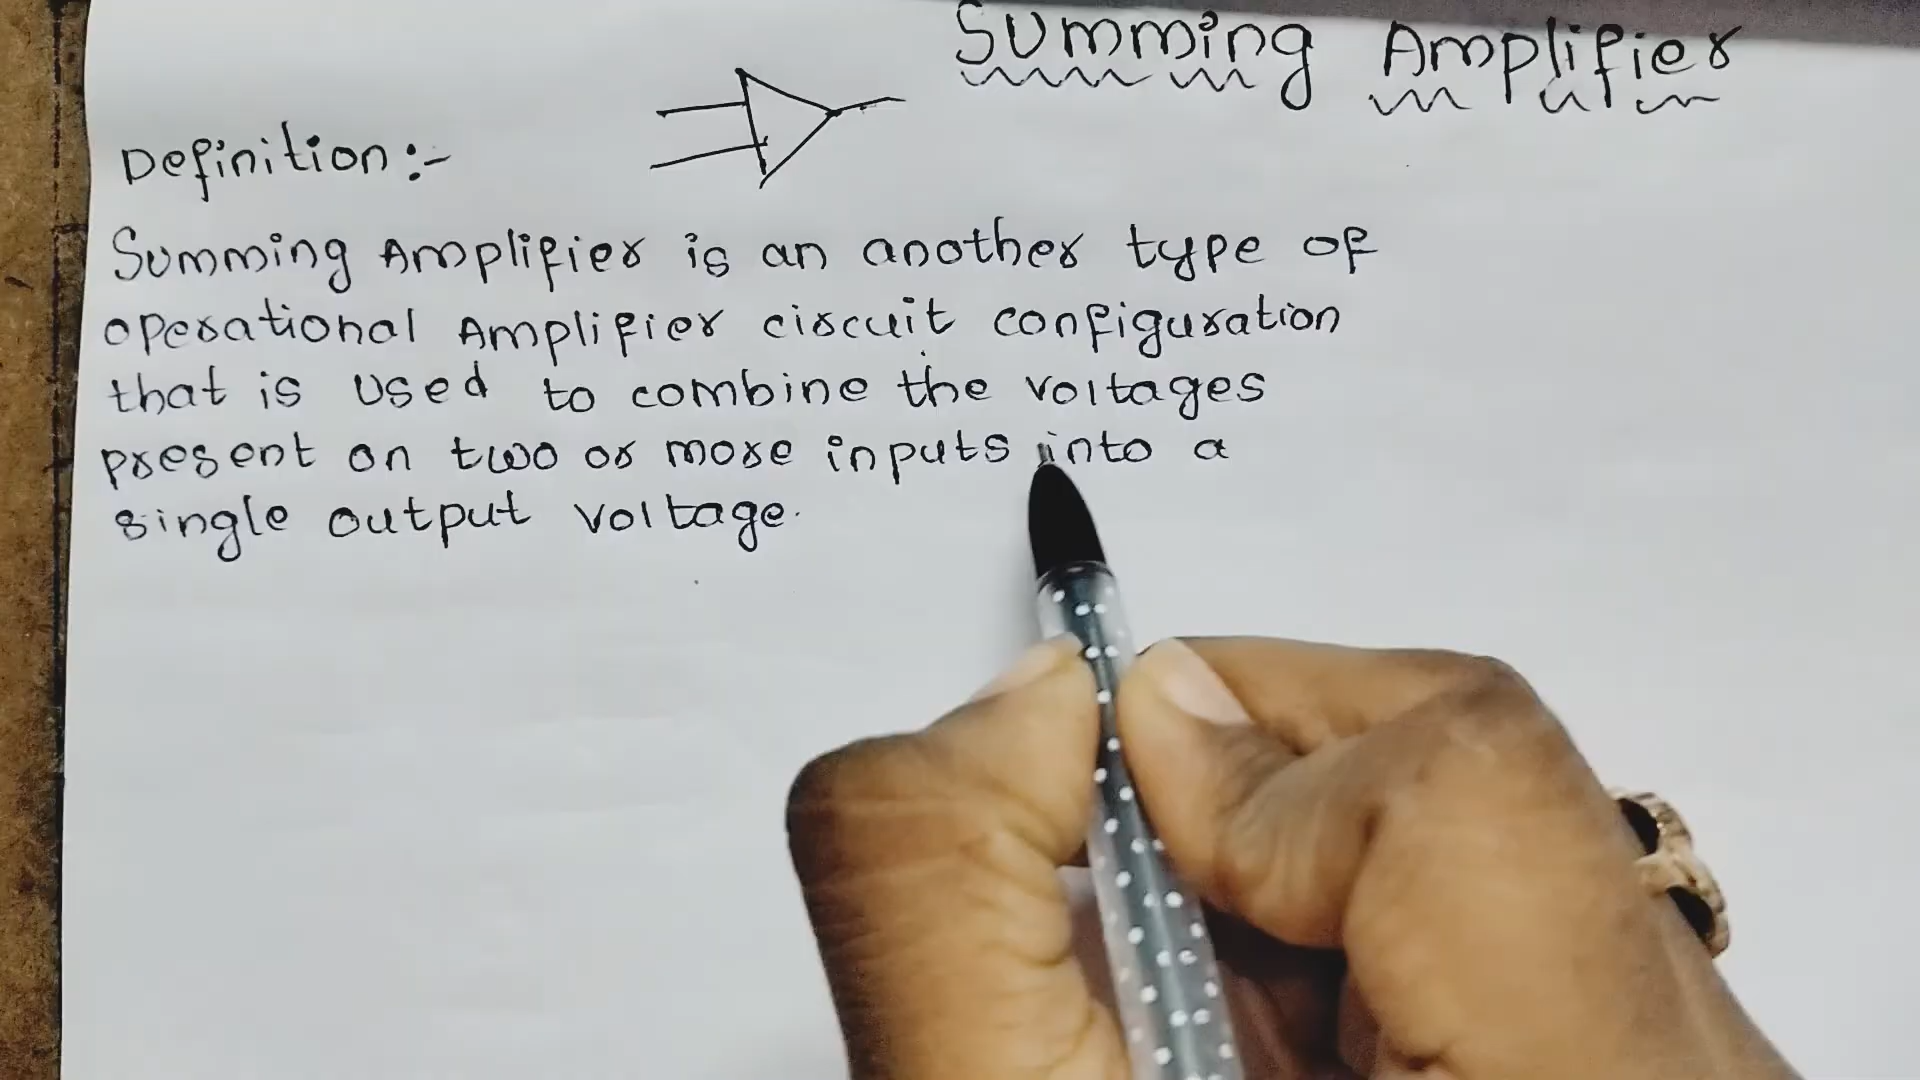 Summing Amplifier
Definition:-
Summing Amplifier is an another type of
operational Amplifier circuit configuration
that is used to combine the voltages
present on two or more inputs into a
single output voltage.